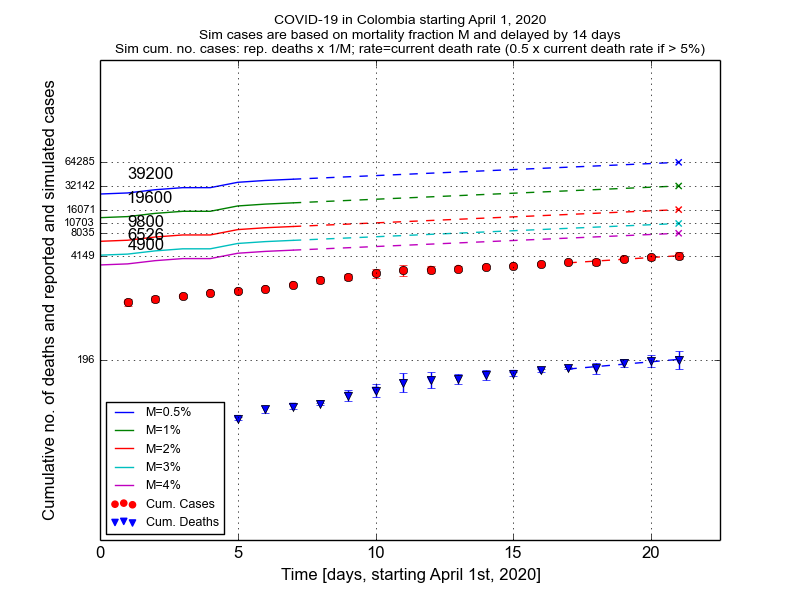 COVID-19 in Colombia starting April 1, 2020
Sim cases are based on mortality fraction M and delayed by 14 days
Sim cum. no. cases: rep. deaths x 1/M; rate=current death rate (0.5 x current death rate if > 5%)
Cumulative no. of deaths and reported and simulated cases
64285
32142
16071
10703
8035
4149
196
39200
19600
9800
6526
4900
M=0.5%
M=1%
M=2%
M=3%
M=4%
Cum. Cases
Cum. Deaths
0 5 10 15 20
Time [days, starting April 1st, 2020]